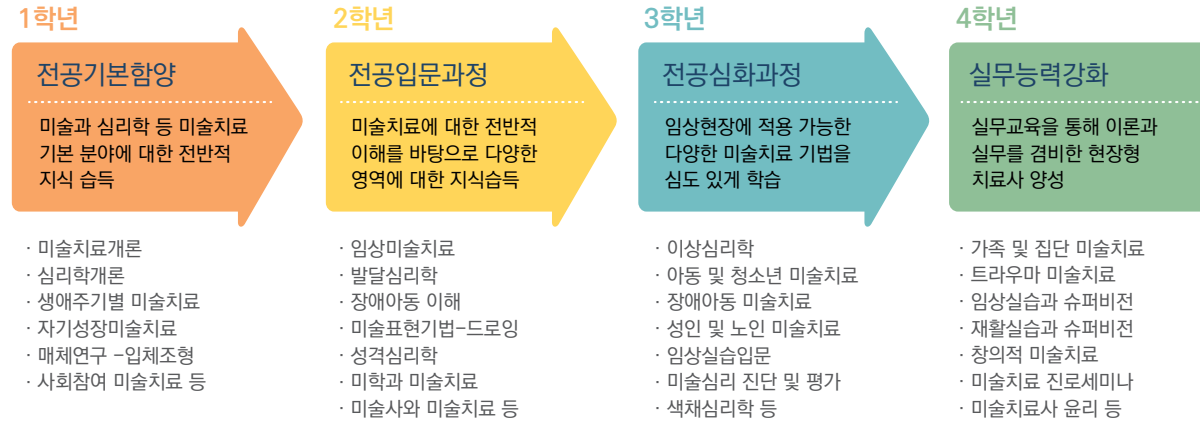 1학년
전공기본함양
미술과 심리학 등 미술치료
기본 분야에 대한 전반적
지식 습득
· 미술치료개론
· 심리학개론
· 생애주기별 미술치료
· 자기성장미술치료
· 매체연구 -입체조형
· 사회참여 미술치료 등
2학년
전공입문과정
미술치료에 대한 전반적
이해를 바탕으로 다양한
영역에 대한 지식습득
· 임상미술치료
· 발달심리학
· 장애아동 이해
· 미술표현기법-드로잉
· 성격심리학
· 미학과 미술치료
· 미술사와 미술치료 등
3학년
전공심화과정
임상현장에 적용 가능한
다양한 미술치료 기법을
심도 있게 학습
· 이상심리학
· 아동 및 청소년 미술치료
· 장애아동 미술치료
· 성인 및 노인 미술치료
· 임상실습입문
· 미술심리 진단 및 평가
· 색채심리학 등
4학년
실무능력강화
실무교육을 통해 이론과
실무를 겸비한 현장형
치료사 양성
· 가족 및 집단 미술치료
· 트라우마 미술치료
· 임상실습과 슈퍼비전
· 재활실습과 슈퍼비전
· 창의적 미술치료
· 미술치료 진로세미나
· 미술치료사 윤리 등